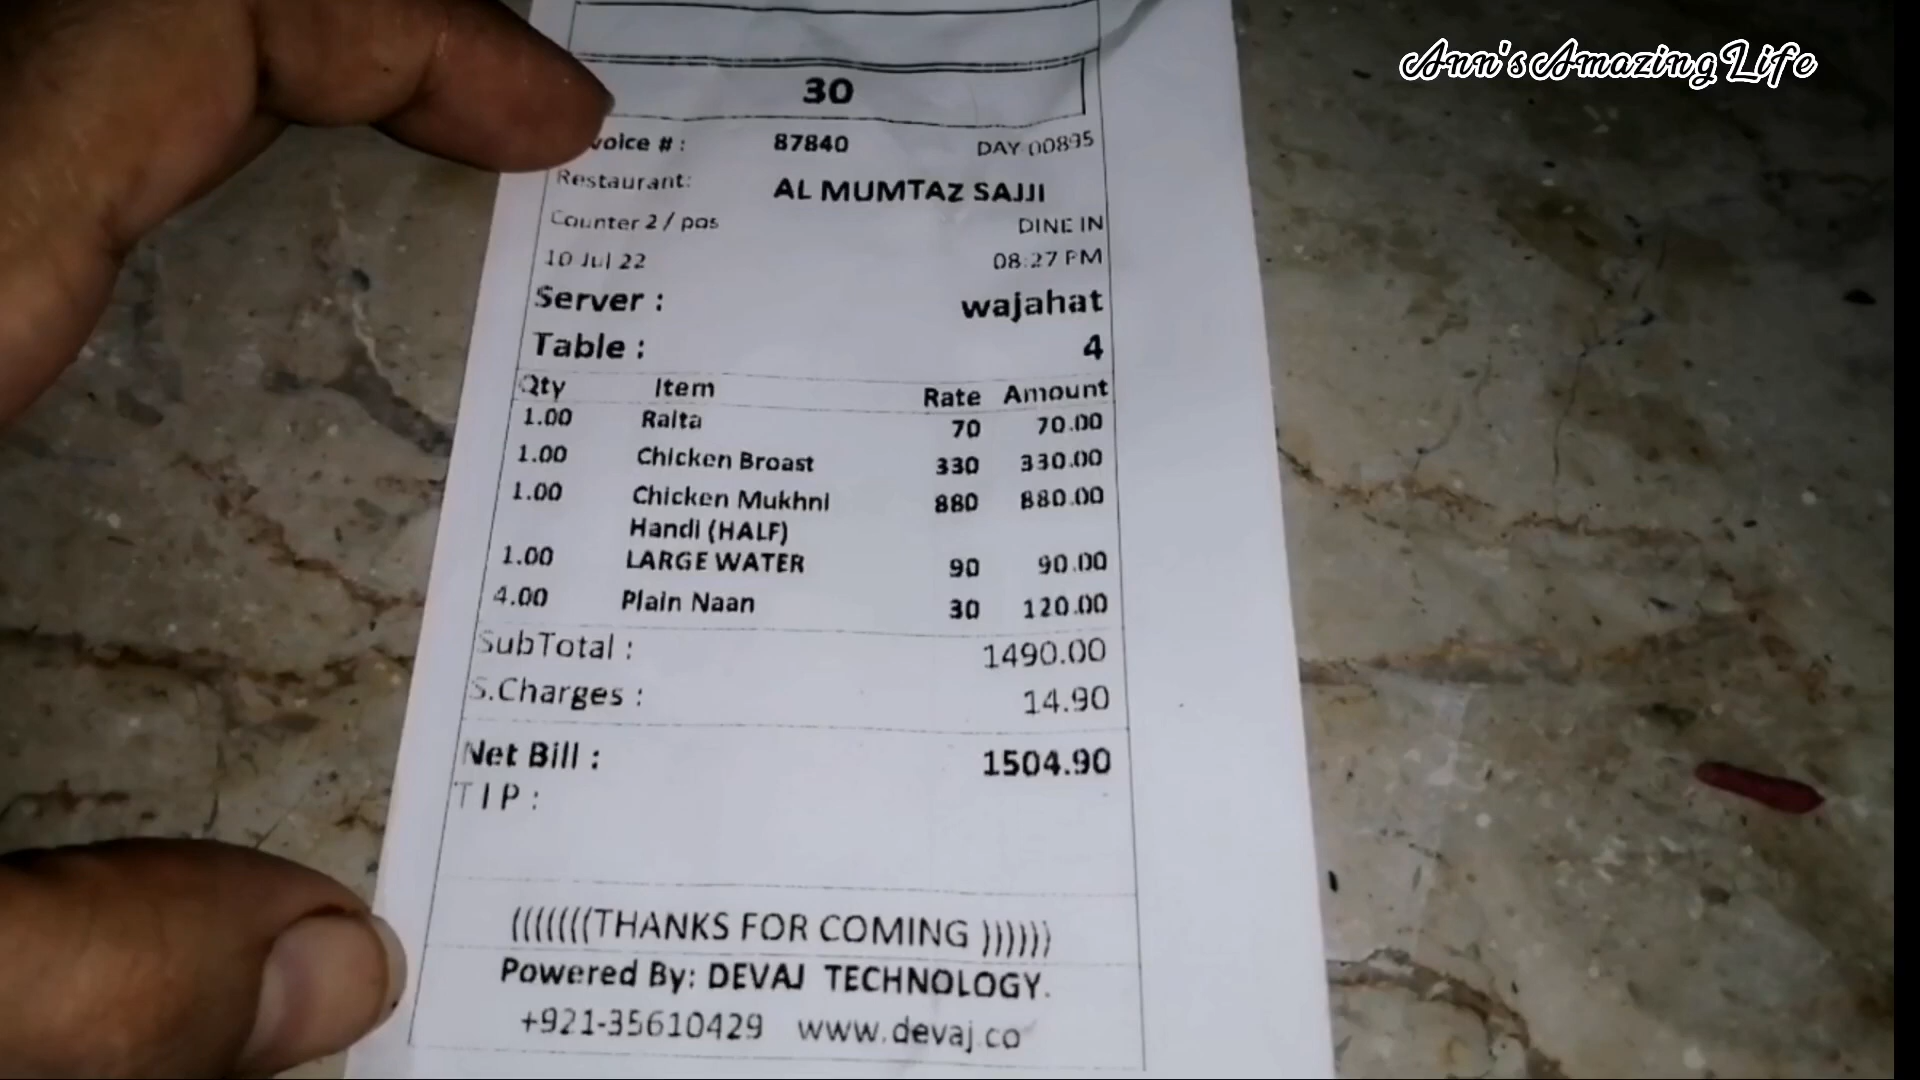 Ann's Amazing Life
30
voice # : 87840 DAY 00895
Restaurant: AL MUMTAZ SAJJI
Counter 2 / pos DINE IN
10 Jul 22 08:27 PM
Server : wajahat
Table : 4
Qty Item Rate Amount
1.00 Raita 70 70.00
1.00 Chicken Broast 330 330.00
1.00 Chicken Mukhni 880 880.00
Handi (HALF)
1.00 LARGE WATER 90 90.00
4.00 Plain Naan 30 120.00
SubTotal : 1490.00
S.Charges : 14.90
Net Bill : 1504.90
TIP :
(((((((THANKS FOR COMING ))))))
Powered By: DEVAJ TECHNOLOGY.
+921-35610429 www.devaj.co